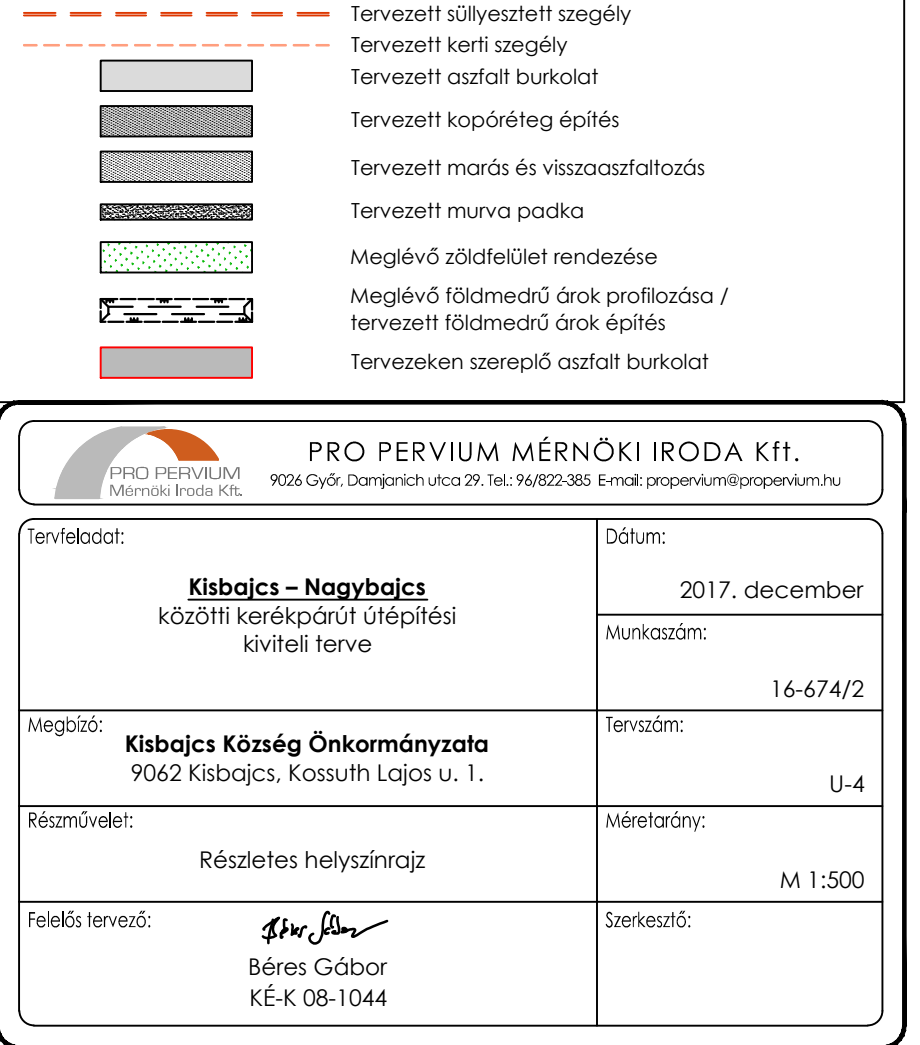 Tervezett süllyesztett szegély
Tervezett kerti szegély
Tervezett aszfalt burkolat
Tervezett kopóréteg építés
Tervezett marás és visszaaszfaltozás
Tervezett murva padka
Meglévő zöldfelület rendezése
Meglévő földmedrű árok profilozása /
tervezett földmedrű árok építés
Tervezeken szereplő aszfalt burkolat
PRO PERVIUM
Mérnöki Iroda Kft.
PRO PERVIUM MÉRNÖKI IRODA Kft.
9026 Győr, Damjanich utca 29. Tel.: 96/822-385 E-mail: propervium@propervium.hu
Tervfeladat:
Kisbajcs – Nagybajcs
közötti kerékpárút útépítési
kiviteli terve
Dátum:
2017. december
Munkaszám:
16-674/2
Megbízó:
Kisbajcs Község Önkormányzata
9062 Kisbajcs, Kossuth Lajos u. 1.
Tervszám:
U-4
Részművelet:
Részletes helyszínrajz
Méretarány:
M 1:500
Felelős tervező:
Béres Gábor
KÉ-K 08-1044
Szerkesztő: